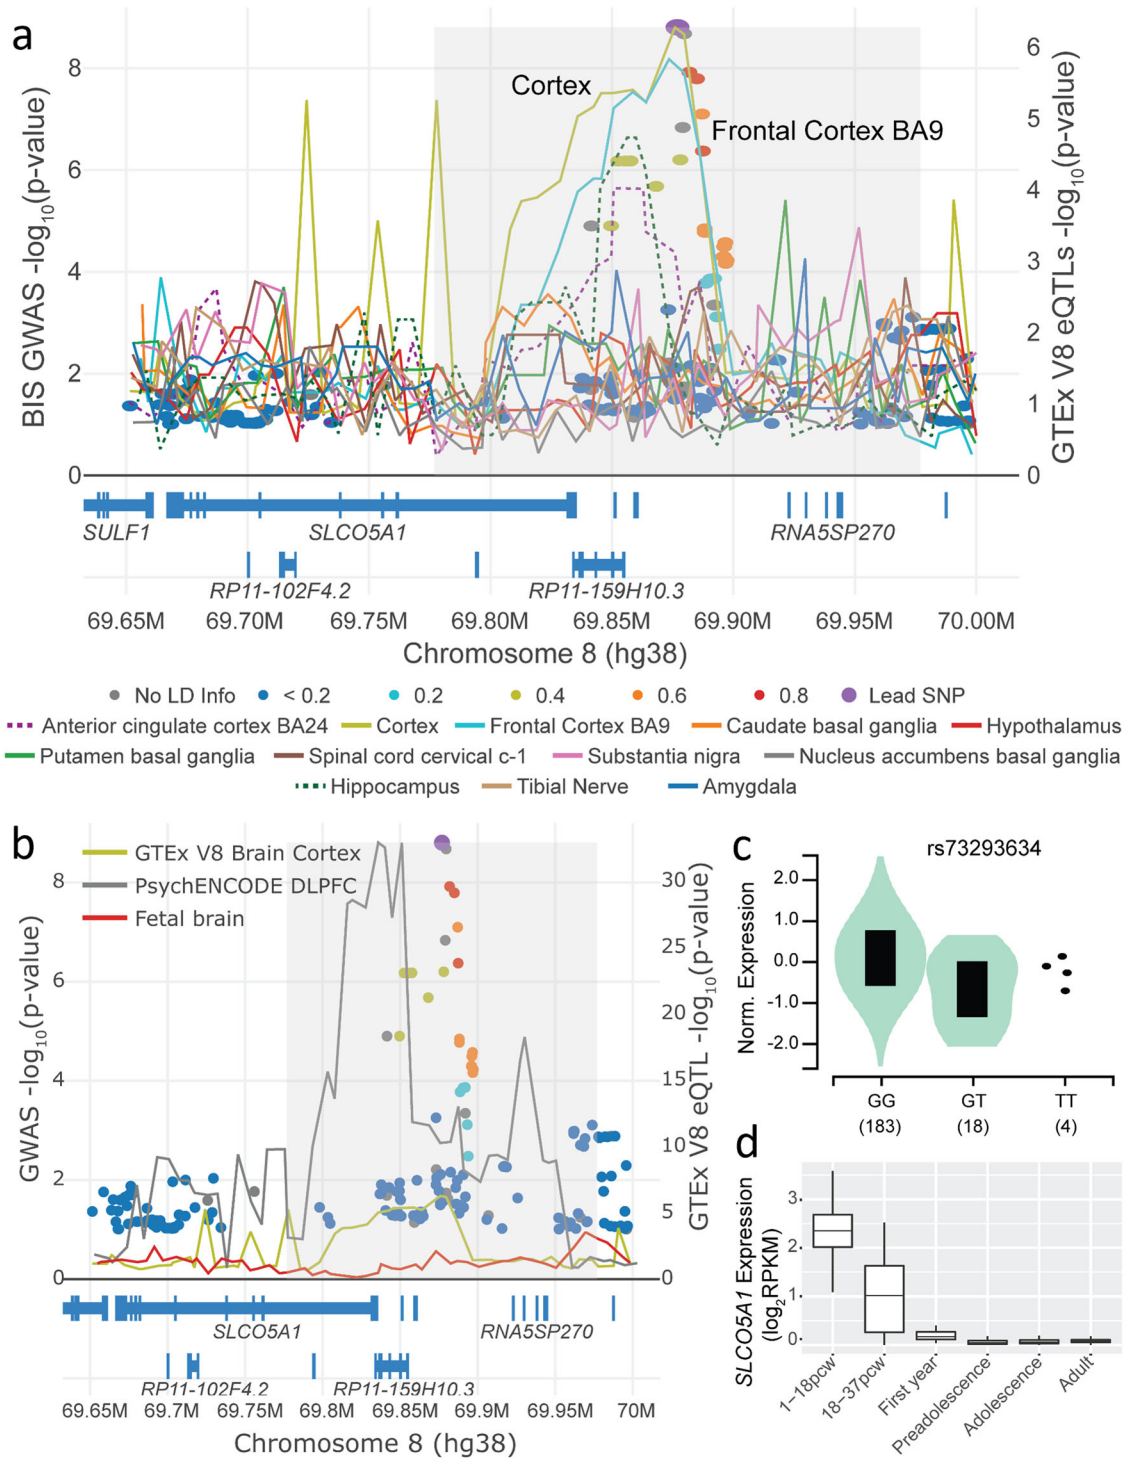 a
BIS GWAS -log10(p-value)
8
6
4
2
0
Cortex
Frontal Cortex BA9
6
5
4
3
2
1
0
GTEx V8 eQTLs -log10(p-value)
SULF1
SLCO5A1
RNA5SP270
RP11-102F4.2
RP11-159H10.3
69.65M 69.70M 69.75M 69.80M 69.85M 69.90M 69.95M 70.00M
Chromosome 8 (hg38)
No LD Info < 0.2 0.2 0.4 0.6 0.8 Lead SNP
Anterior cingulate cortex BA24 Cortex Frontal Cortex BA9 Caudate basal ganglia Hypothalamus
Putamen basal ganglia Spinal cord cervical c-1 Substantia nigra Nucleus accumbens basal ganglia
Hippocampus Tibial Nerve Amygdala
b
GTEx V8 Brain Cortex
PsychENCODE DLPFC
Fetal brain
GWAS -log10(p-value)
8
6
4
2
0
30
25
20
15
10
5
0
GTEx V8 eQTL -log10(p-value)
SLCO5A1
RNA5SP270
RP11-102F4.2
RP11-159H10.3
69.65M 69.7M 69.75M 69.8M 69.85M 69.9M 69.95M 70M
Chromosome 8 (hg38)
c
rs73293634
Norm. Expression
2.0
1.0
0.0
-1.0
-2.0
GG GT TT
(183) (18) (4)
d
SLCO5A1 Expression
(log2RPKM)
3
2
1
0
1–18pcw
18–37pcw
First year
Preadolescence
Adolescence
Adult